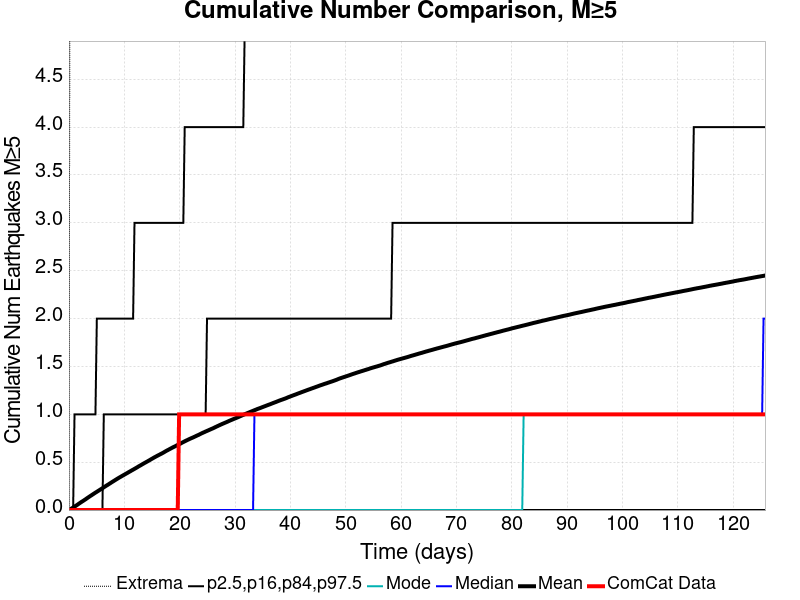 Cumulative Number Comparison, M≥5
Cumulative Num Earthquakes M≥5
4.5
4.0
3.5
3.0
2.5
2.0
1.5
1.0
0.5
0.0
0 10 20 30 40 50 60 70 80 90 100 110 120
Time (days)
Extrema p2.5,p16,p84,p97.5 Mode Median Mean ComCat Data